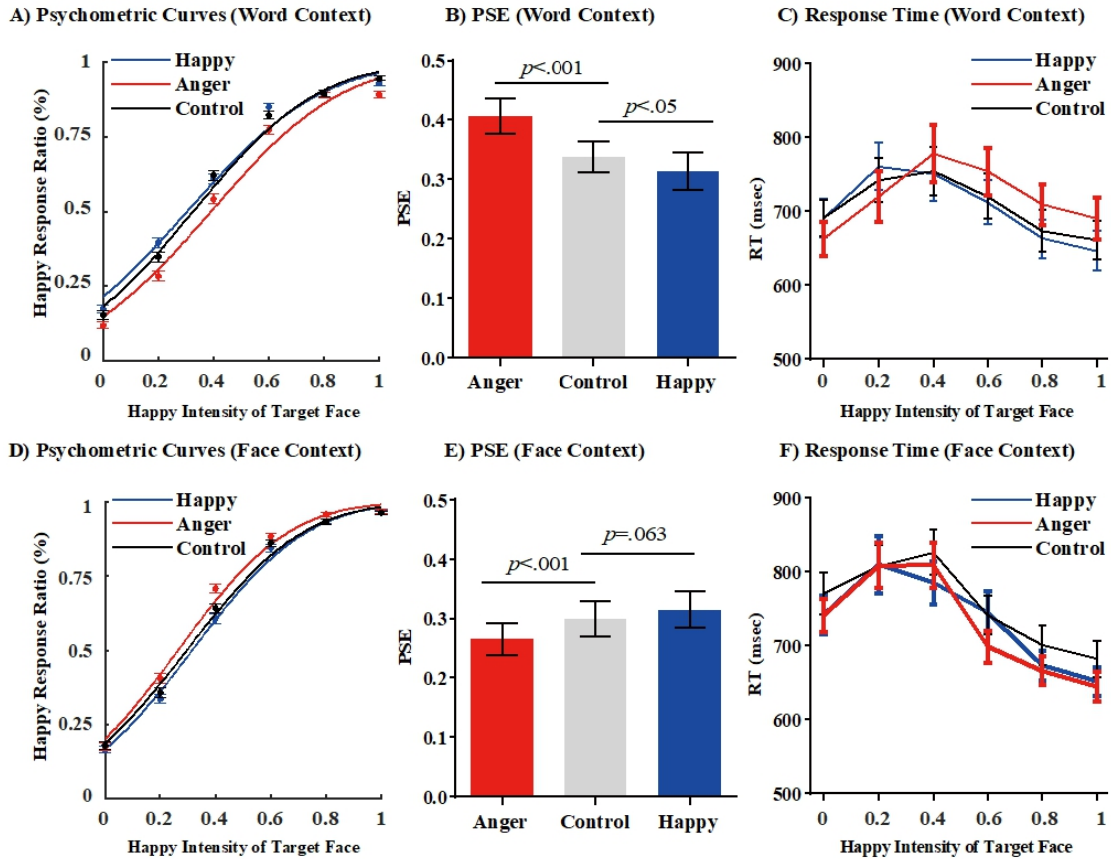 A) Psychometric Curves (Word Context)
Happy
Anger
Control
Happy Response Ratio (%)
1
0.75
0.5
0.25
0
0 0.2 0.4 0.6 0.8 1
Happy Intensity of Target Face
B) PSE (Word Context)
PSE
0.5
0.4
0.3
0.2
0.1
0.0
p<.001
p<.05
Anger Control Happy
C) Response Time (Word Context)
Happy
Anger
Control
RT (msec)
900
800
700
600
500
0 0.2 0.4 0.6 0.8 1
Happy Intensity of Target Face
D) Psychometric Curves (Face Context)
Happy
Anger
Control
Happy Response Ratio (%)
1
0.75
0.5
0.25
0
0 0.2 0.4 0.6 0.8 1
Happy Intensity of Target Face
E) PSE (Face Context)
PSE
0.5
0.4
0.3
0.2
0.1
0.0
p<.001
p=.063
Anger Control Happy
F) Response Time (Face Context)
Happy
Anger
Control
RT (msec)
900
800
700
600
500
0 0.2 0.4 0.6 0.8 1
Happy Intensity of Target Face